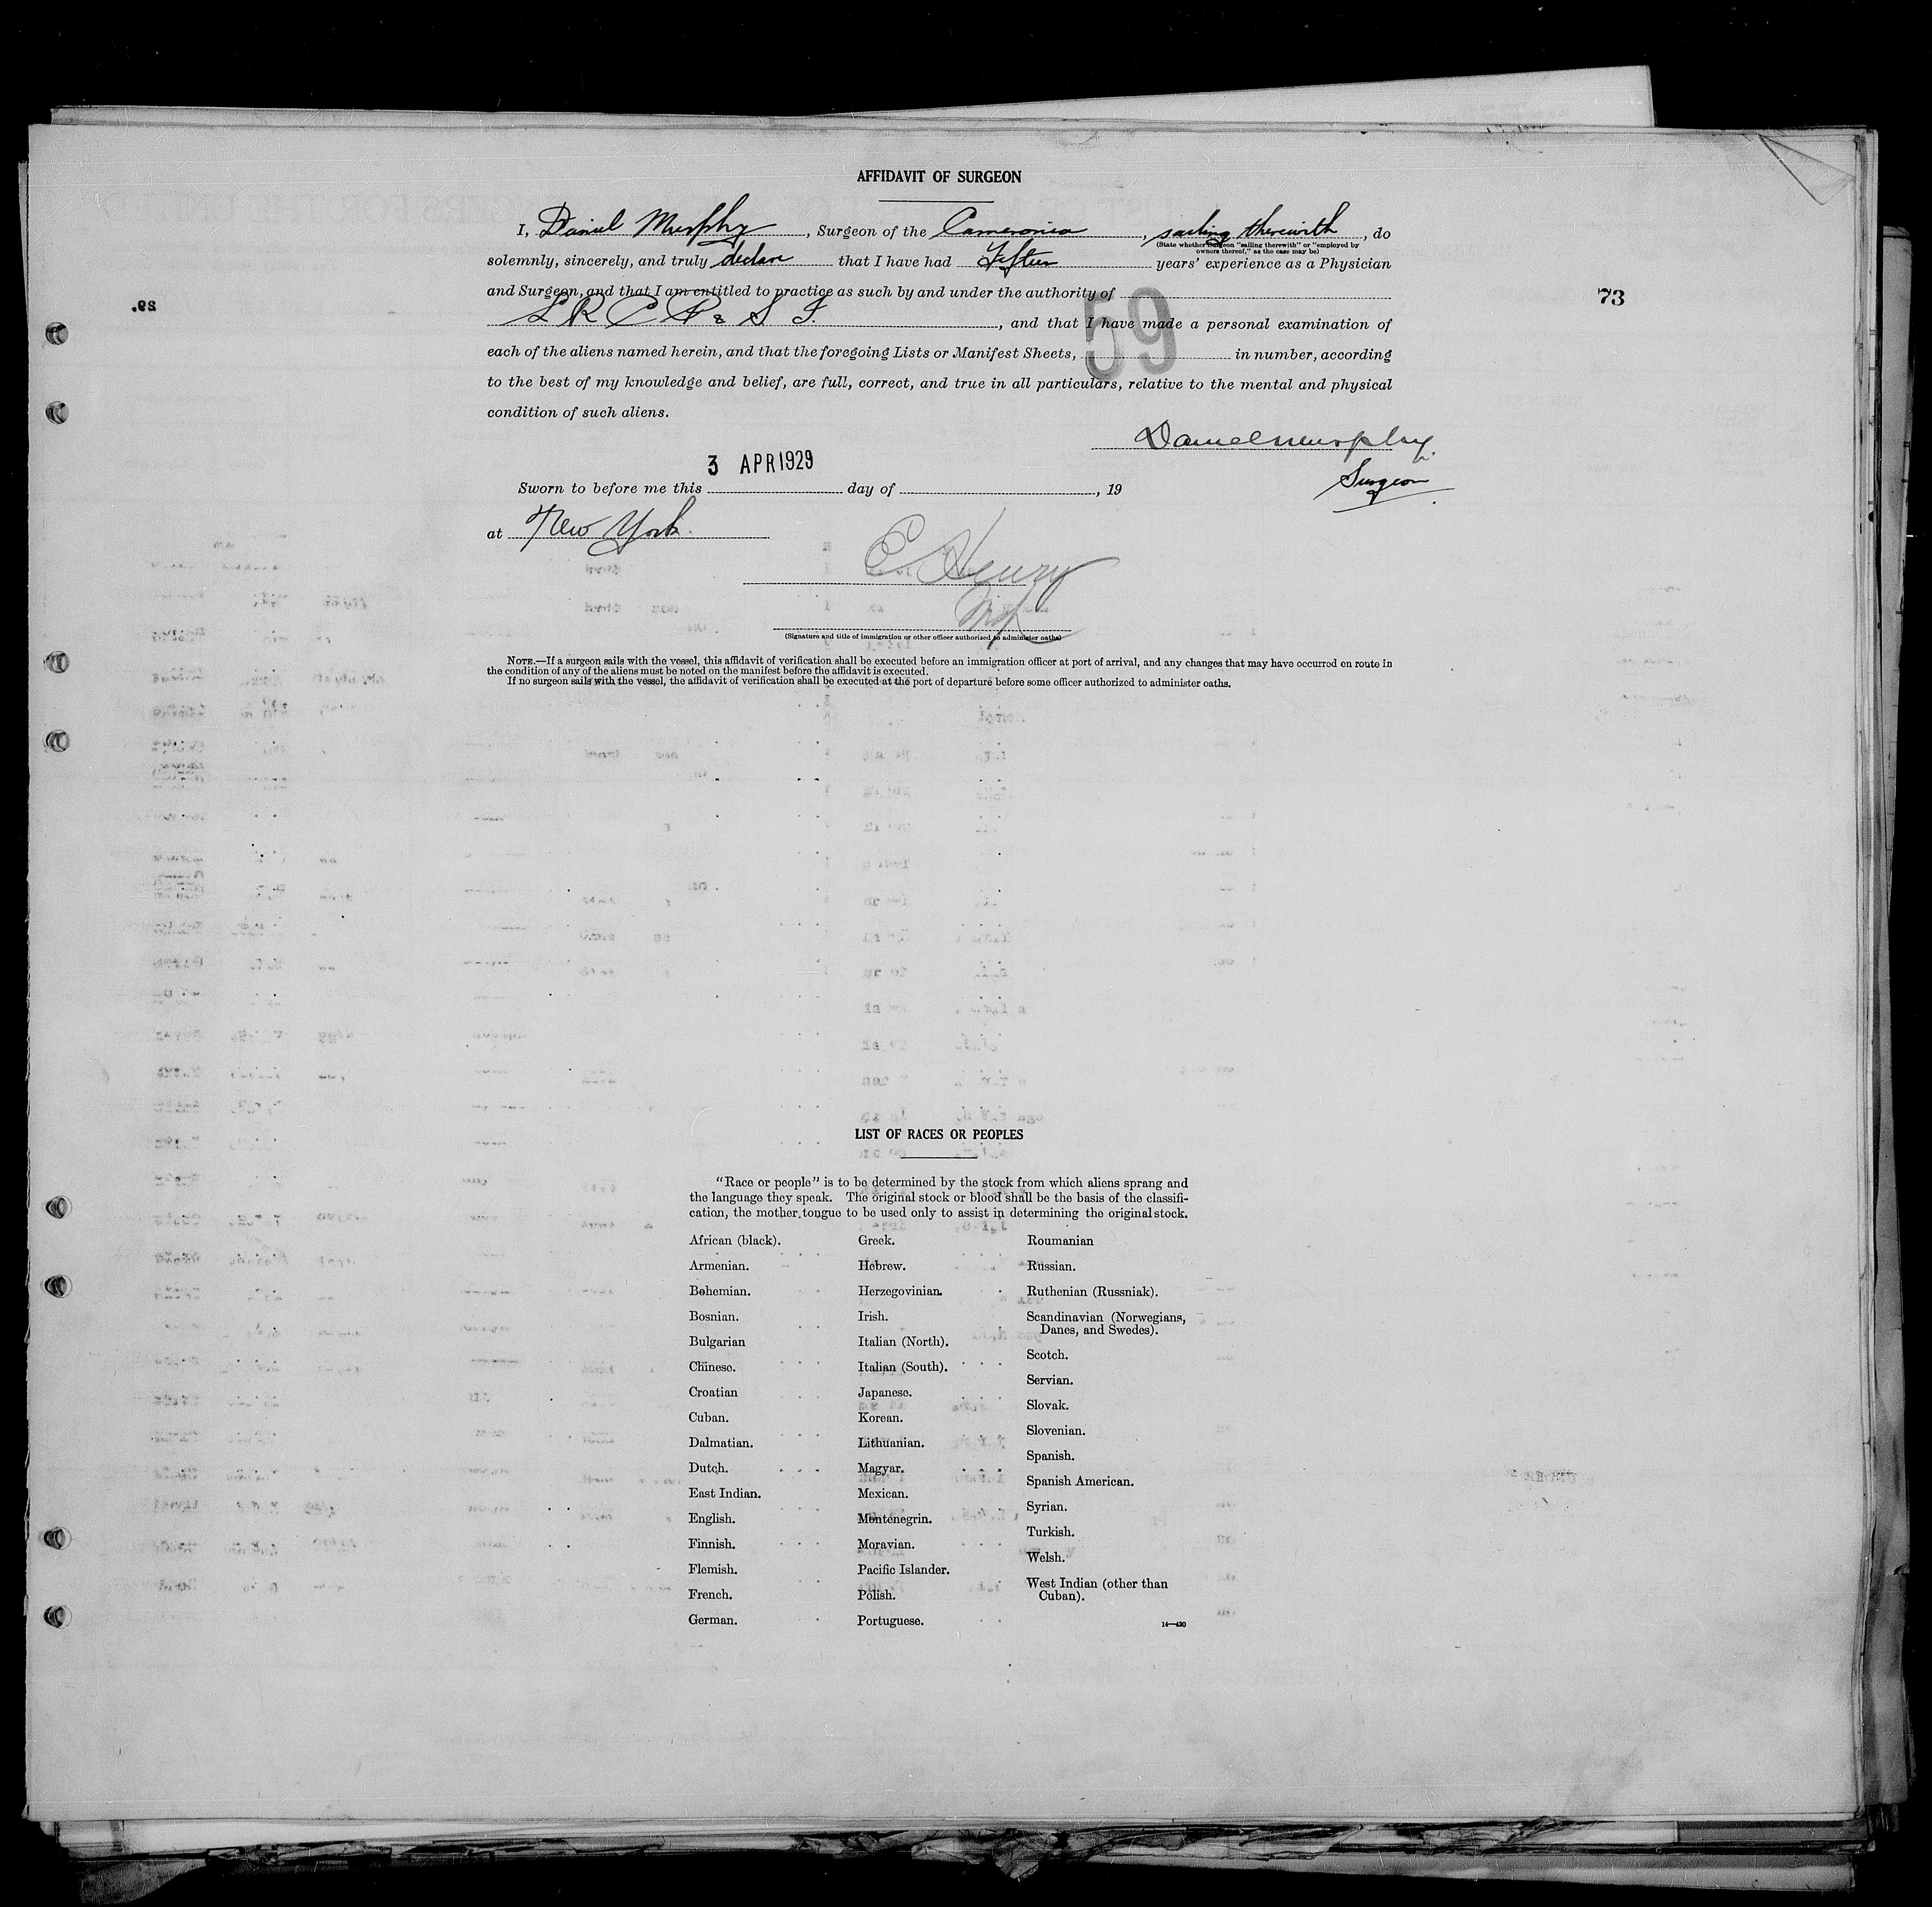 AFFIDAVIT OF SURGEON
I, Daniel Murphy, Surgeon of the Cameronia, sailing therewith, do
(State whether Surgeon "sailing therewith" or "employed by
owners thereof," as the case may be)
solemnly, sincerely, and truly declare that I have had Fifteen years' experience as a Physician
and Surgeon, and that I am entitled to practice as such by and under the authority of
L R C P & S I., and that I have made a personal examination of
each of the aliens named herein, and that the foregoing Lists or Manifest Sheets, 59 in number, according
to the best of my knowledge and belief, are full, correct, and true in all particulars, relative to the mental and physical
condition of such aliens.
73
29.
Daniel Murphy.
Surgeon
3 APR 1929
Sworn to before me this day of , 19
at New York.
C Henry
(Signature and title of immigration or other officer authorized to administer oaths)
NOTE.—If a surgeon sails with the vessel, this affidavit of verification shall be executed before an immigration officer at port of arrival, and any changes that may have occurred en route in
the condition of any of the aliens must be noted on the manifest before the affidavit is executed.
If no surgeon sails with the vessel, the affidavit of verification shall be executed at the port of departure before some officer authorized to administer oaths.
LIST OF RACES OR PEOPLES
"Race or people" is to be determined by the stock from which aliens sprang and
the language they speak. The original stock or blood shall be the basis of the classifi-
cation, the mother tongue to be used only to assist in determining the original stock.
African (black).
Armenian.
Bohemian.
Bosnian.
Bulgarian
Chinese.
Croatian
Cuban.
Dalmatian.
Dutch.
East Indian.
English.
Finnish.
Flemish.
French.
German.
Greek.
Hebrew.
Herzegovinian.
Irish.
Italian (North).
Italian (South).
Japanese.
Korean.
Lithuanian.
Magyar.
Mexican.
Montenegrin.
Moravian.
Pacific Islander.
Polish.
Portuguese.
Roumanian
Russian.
Ruthenian (Russniak).
Scandinavian (Norwegians,
Danes, and Swedes).
Scotch.
Servian.
Slovak.
Slovenian.
Spanish.
Spanish American.
Syrian.
Turkish.
Welsh.
West Indian (other than
Cuban).
14—430